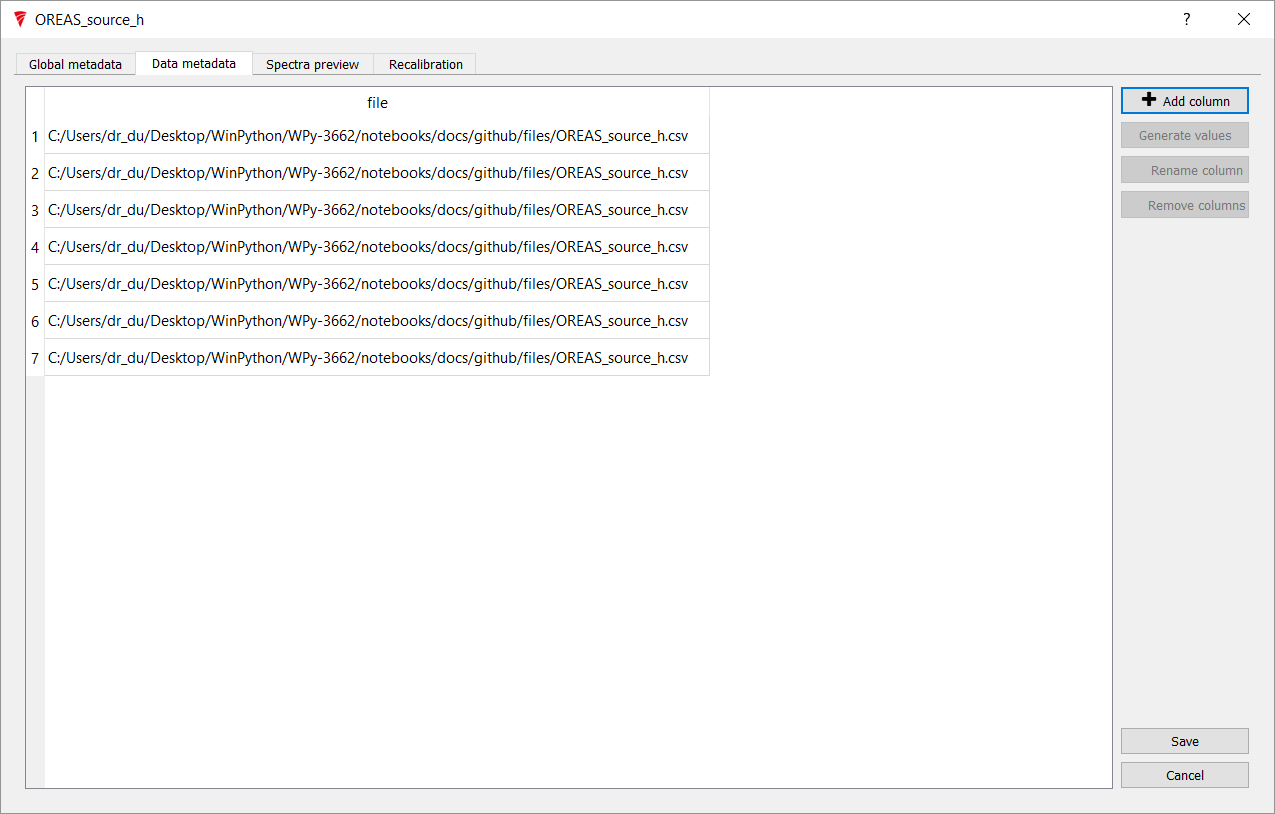 OREAS_source_h
?
Global metadata Data metadata Spectra preview Recalibration
file
1 C:/Users/dr_du/Desktop/WinPython/WPy-3662/notebooks/docs/github/files/OREAS_source_h.csv
2 C:/Users/dr_du/Desktop/WinPython/WPy-3662/notebooks/docs/github/files/OREAS_source_h.csv
3 C:/Users/dr_du/Desktop/WinPython/WPy-3662/notebooks/docs/github/files/OREAS_source_h.csv
4 C:/Users/dr_du/Desktop/WinPython/WPy-3662/notebooks/docs/github/files/OREAS_source_h.csv
5 C:/Users/dr_du/Desktop/WinPython/WPy-3662/notebooks/docs/github/files/OREAS_source_h.csv
6 C:/Users/dr_du/Desktop/WinPython/WPy-3662/notebooks/docs/github/files/OREAS_source_h.csv
7 C:/Users/dr_du/Desktop/WinPython/WPy-3662/notebooks/docs/github/files/OREAS_source_h.csv
Add column
Generate values
Rename column
Remove columns
Save
Cancel